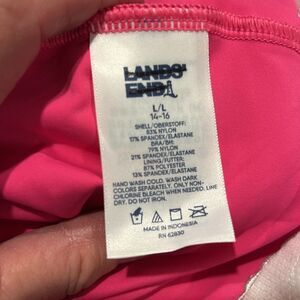 LANDS'
END
L/L
14-16
SHELL/OBERSTOFF:
83% NYLON
17% SPANDEX/ELASTANE
BRA/BH:
79% NYLON
21% SPANDEX/ELASTANE
LINING/FUTTER:
87% POLYESTER
13% SPANDEX/ELASTANE
HAND WASH COLD. WASH DARK
COLORS SEPARATELY. ONLY NON-
CHLORINE BLEACH WHEN NEEDED. LINE
DRY. DO NOT IRON.
MADE IN INDONESIA
RN 62830